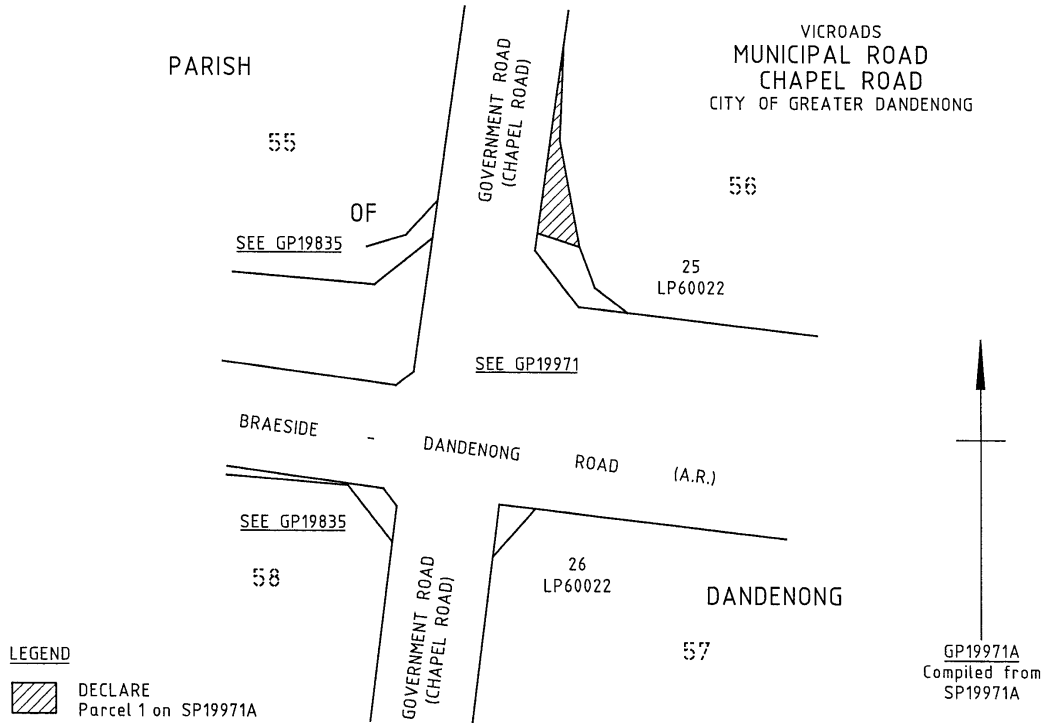 PARISH
55
OF
SEE GP19835
GOVERNMENT ROAD
(CHAPEL ROAD)
VICROADS
MUNICIPAL ROAD
CHAPEL ROAD
CITY OF GREATER DANDENONG
56
25
LP60022
SEE GP19971
BRAESIDE - DANDENONG ROAD (A.R.)
SEE GP19835
58
GOVERNMENT ROAD
(CHAPEL ROAD)
26
LP60022
DANDENONG
57
LEGEND
DECLARE
Parcel 1 on SP19971A
GP19971A
Compiled from
SP19971A